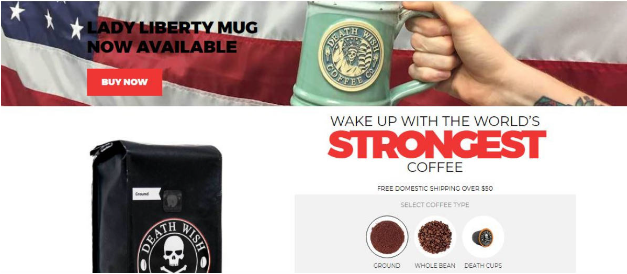 LADY LIBERTY MUG
NOW AVAILABLE
BUY NOW
DEATH WISH
COFFEE CO.
WAKE UP WITH THE WORLD'S
STRONGEST
COFFEE
FREE DOMESTIC SHIPPING OVER $50
SELECT COFFEE TYPE
Ground
DEATH WISH
GROUND
WHOLE BEAN
DEATH CUPS